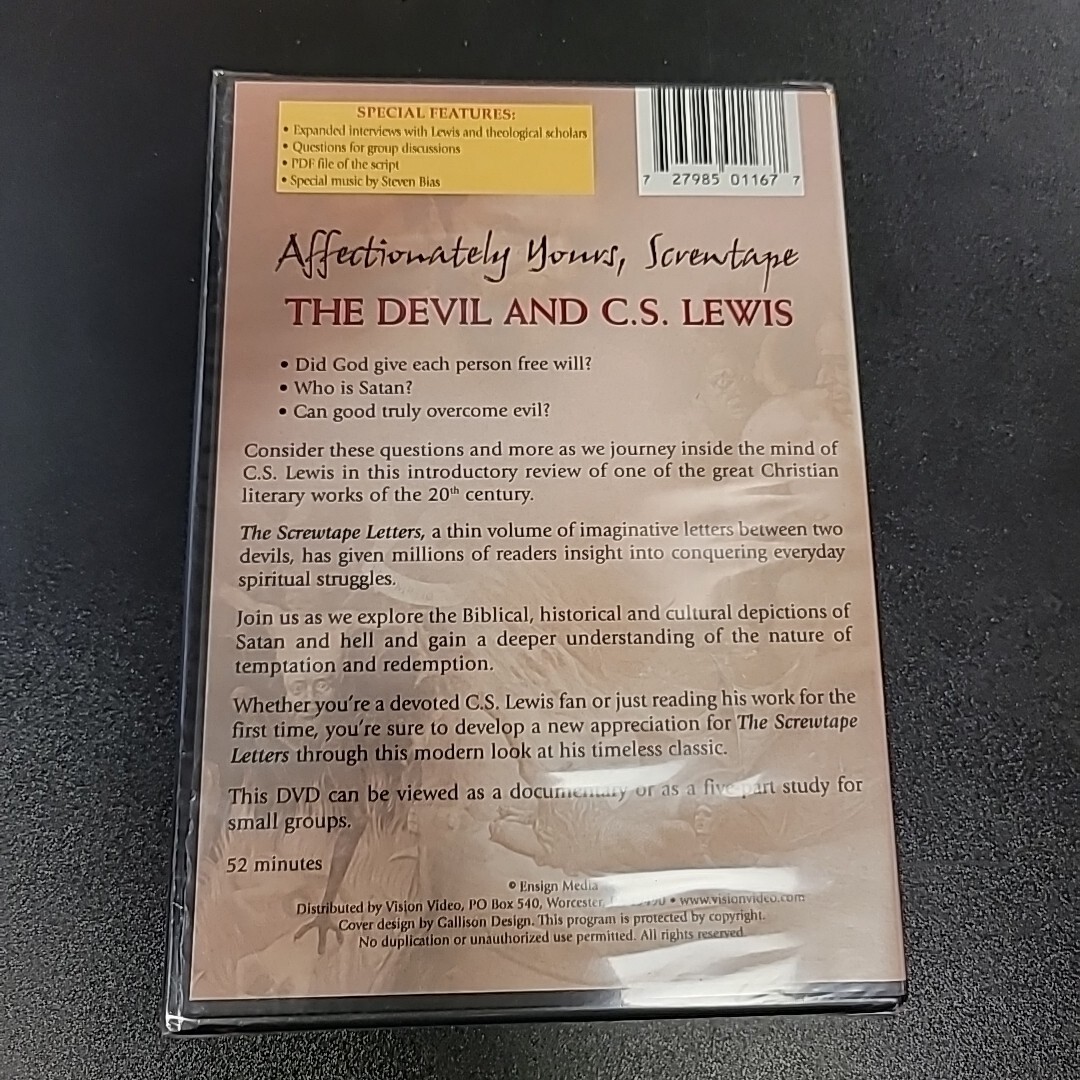 SPECIAL FEATURES:
• Expanded interviews with Lewis and theological scholars
• Questions for group discussions
• PDF file of the script
• Special music by Steven Bias
7 27985 01167 7
Affectionately Yours, Screwtape
THE DEVIL AND C.S. LEWIS
• Did God give each person free will?
• Who is Satan?
• Can good truly overcome evil?
Consider these questions and more as we journey inside the mind of
C.S. Lewis in this introductory review of one of the great Christian
literary works of the 20th century.
The Screwtape Letters, a thin volume of imaginative letters between two
devils, has given millions of readers insight into conquering everyday
spiritual struggles.
Join us as we explore the Biblical, historical and cultural depictions of
Satan and hell and gain a deeper understanding of the nature of
temptation and redemption.
Whether you're a devoted C.S. Lewis fan or just reading his work for the
first time, you're sure to develop a new appreciation for The Screwtape
Letters through this modern look at his timeless classic.
This DVD can be viewed as a documentary or as a five part study for
small groups.
52 minutes
© Ensign Media
Distributed by Vision Video, PO Box 540, Worcester, • www.visionvideo.com
Cover design by Gallison Design. This program is protected by copyright.
No duplication or unauthorized use permitted. All rights reserved.